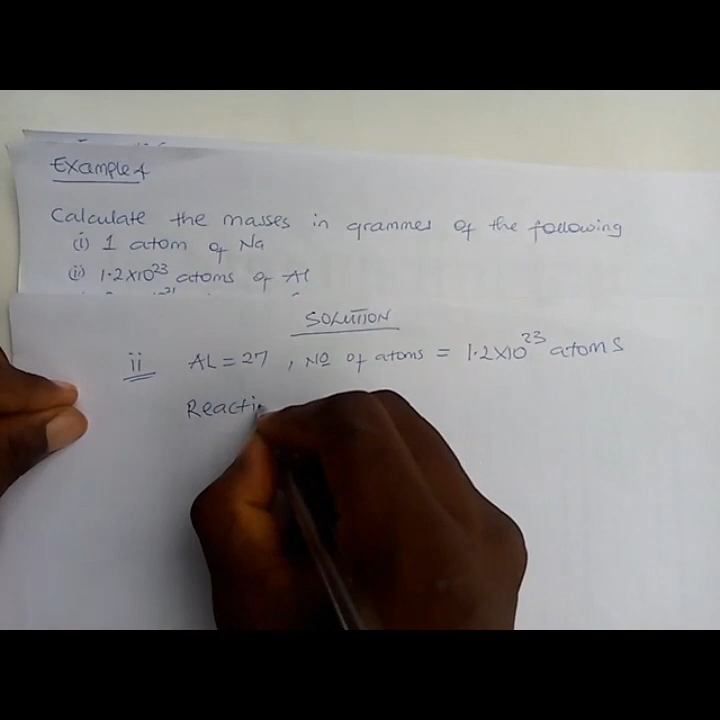 Example 4
Calculate the masses in grammes of the following
(i) 1 atom of Na
(ii) 1.2x10²³ atoms of Al
SOLUTION
ii AL = 27, No of atoms = 1.2x10²³ atoms
Reacti